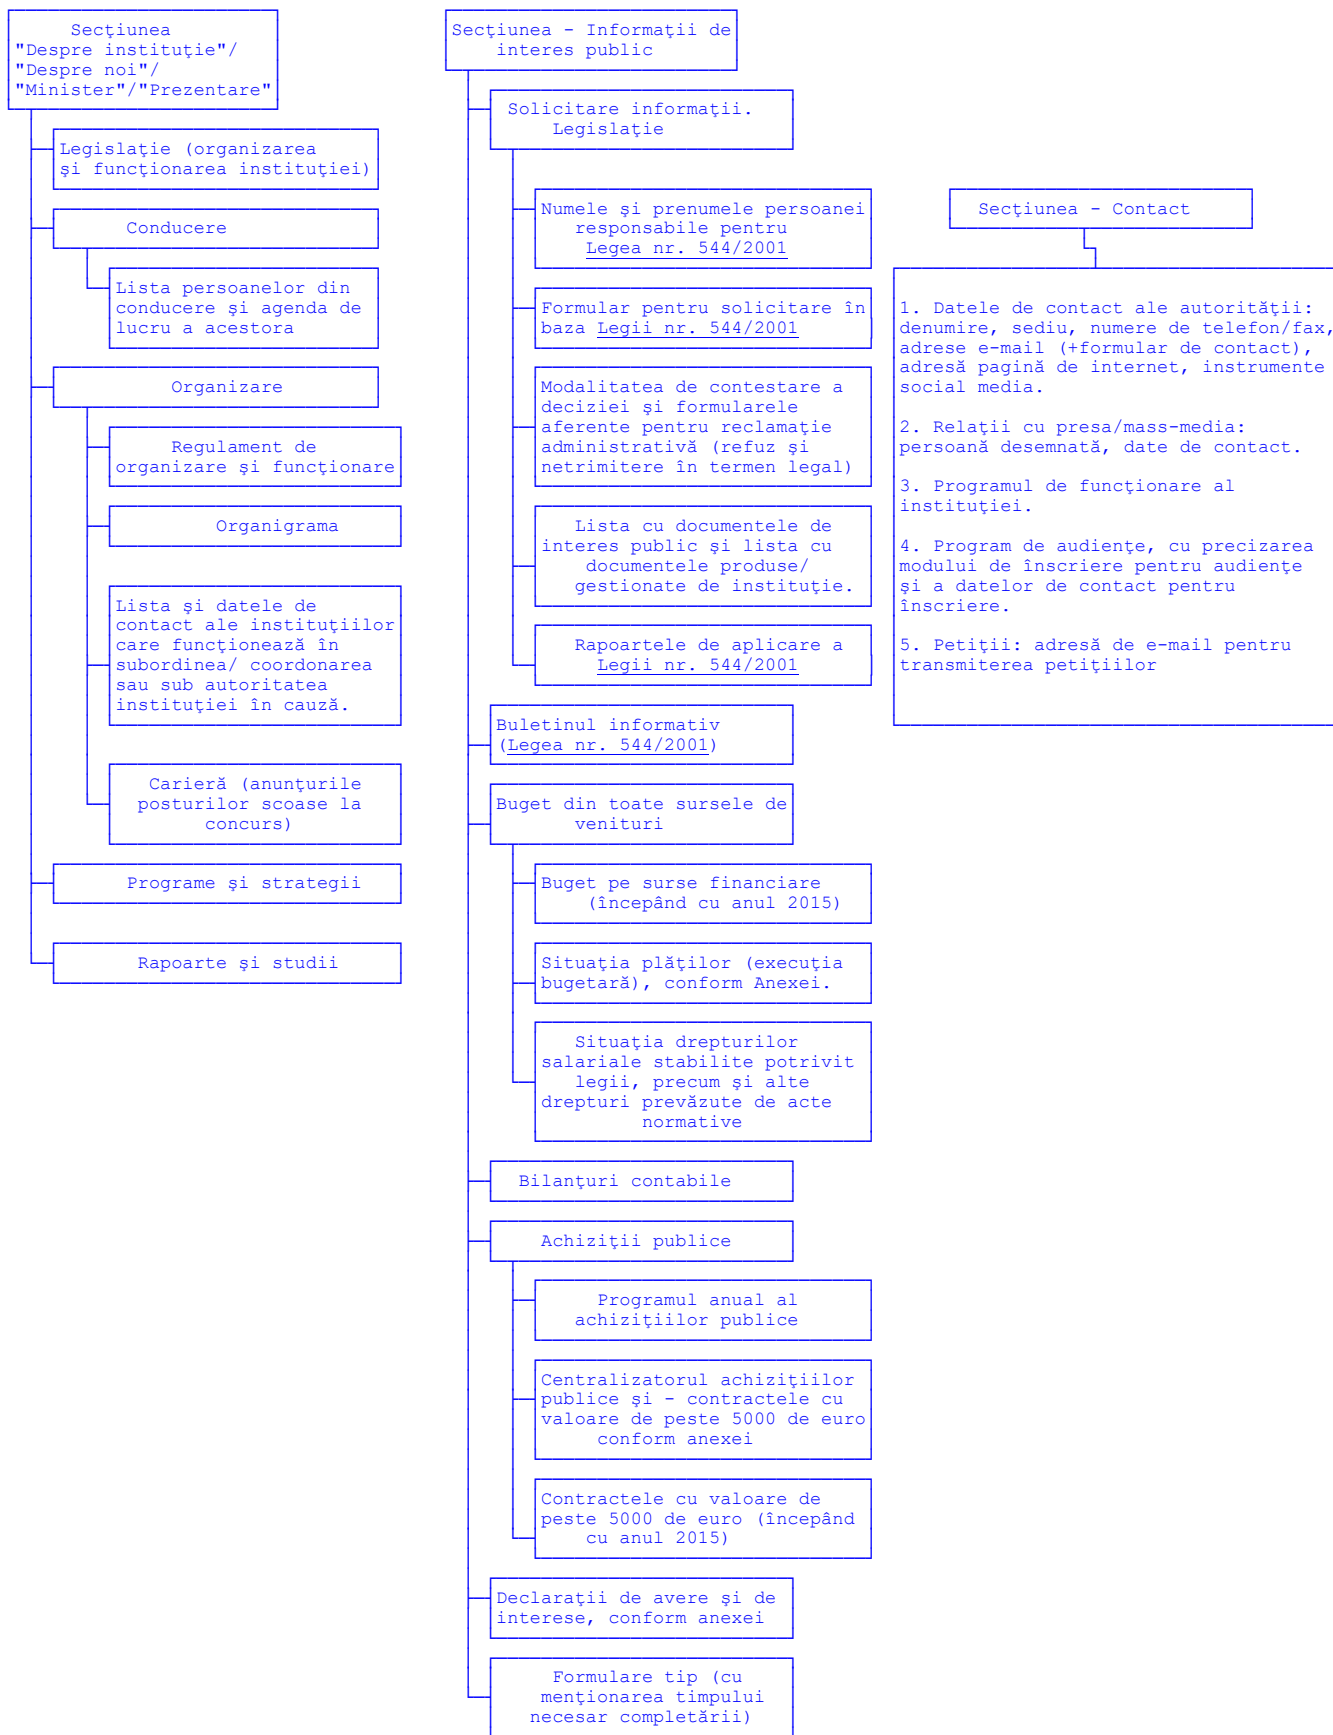 Secţiunea
"Despre instituţie"/
"Despre noi"/
"Minister"/"Prezentare"
Legislaţie (organizarea
şi funcţionarea instituţiei)
Conducere
Lista persoanelor din
conducere şi agenda de
lucru a acestora
Organizare
Regulament de
organizare şi funcţionare
Organigrama
Lista şi datele de
contact ale instituţiilor
care funcţionează în
subordinea/ coordonarea
sau sub autoritatea
instituţiei în cauză.
Carieră (anunţurile
posturilor scoase la
concurs)
Programe şi strategii
Rapoarte şi studii
Secţiunea - Informaţii de
interes public
Solicitare informaţii.
Legislaţie
Numele şi prenumele persoanei
responsabile pentru
Legea nr. 544/2001
Formular pentru solicitare în
baza Legii nr. 544/2001
Modalitatea de contestare a
deciziei şi formularele
aferente pentru reclamaţie
administrativă (refuz şi
netrimitere în termen legal)
Lista cu documentele de
interes public şi lista cu
documentele produse/
gestionate de instituţie.
Rapoartele de aplicare a
Legii nr. 544/2001
Buletinul informativ
(Legea nr. 544/2001)
Buget din toate sursele de
venituri
Buget pe surse financiare
(începând cu anul 2015)
Situaţia plăţilor (execuţia
bugetară), conform Anexei.
Situaţia drepturilor
salariale stabilite potrivit
legii, precum şi alte
drepturi prevăzute de acte
normative
Bilanţuri contabile
Achiziţii publice
Programul anual al
achiziţiilor publice
Centralizatorul achiziţiilor
publice şi - contractele cu
valoare de peste 5000 de euro
conform anexei
Contractele cu valoare de
peste 5000 de euro (începând
cu anul 2015)
Declaraţii de avere şi de
interese, conform anexei
Formulare tip (cu
menţionarea timpului
necesar completării)
Secţiunea - Contact
1. Datele de contact ale autorităţii:
denumire, sediu, numere de telefon/fax,
adrese e-mail (+formular de contact),
adresă pagină de internet, instrumente
social media.
2. Relaţii cu presa/mass-media:
persoană desemnată, date de contact.
3. Programul de funcţionare al
instituţiei.
4. Program de audienţe, cu precizarea
modului de înscriere pentru audienţe
şi a datelor de contact pentru
înscriere.
5. Petiţii: adresă de e-mail pentru
transmiterea petiţiilor